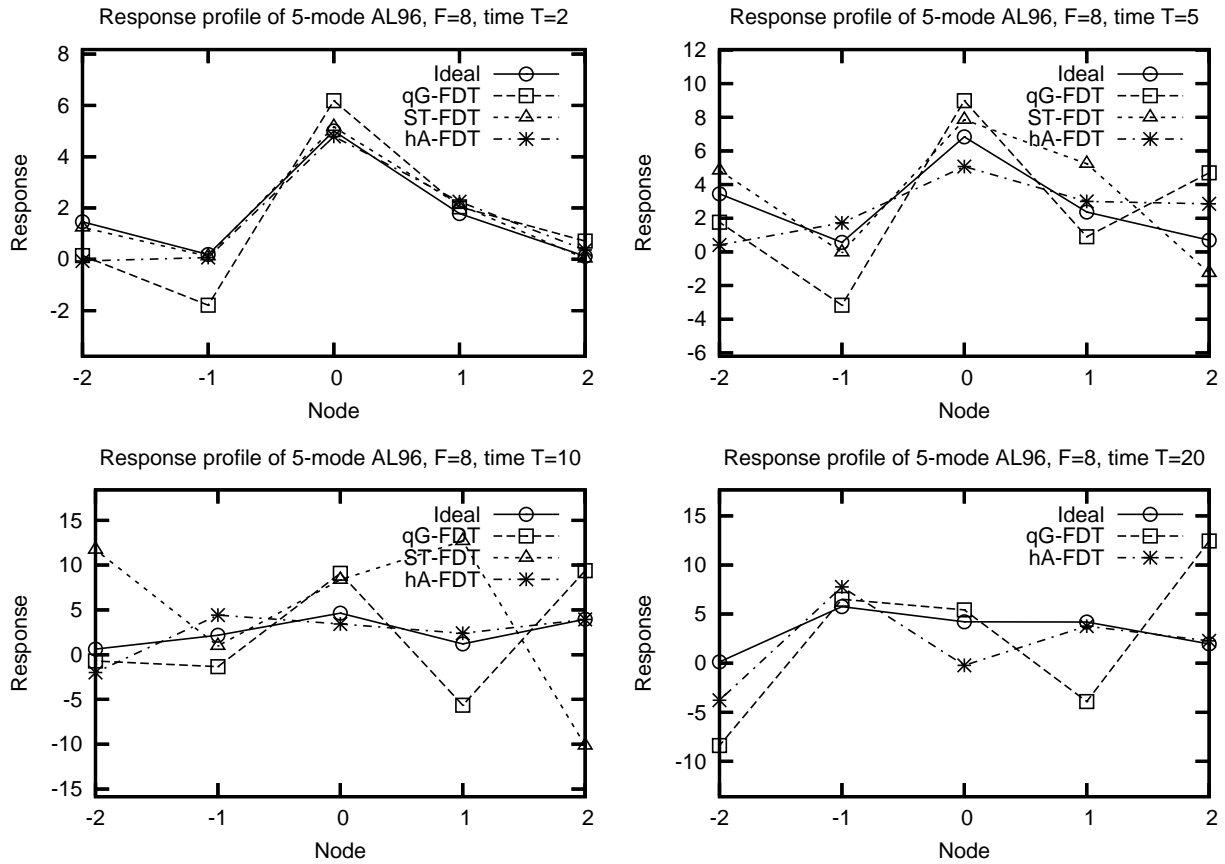 Response profile of 5-mode AL96, F=8, time T=2
8
6
4
2
0
-2
Response
Ideal
qG-FDT
ST-FDT
hA-FDT
-2 -1 0 1 2
Node
Response profile of 5-mode AL96, F=8, time T=5
12
10
8
6
4
2
0
-2
-4
-6
Response
Ideal
qG-FDT
ST-FDT
hA-FDT
-2 -1 0 1 2
Node
Response profile of 5-mode AL96, F=8, time T=10
15
10
5
0
-5
-10
-15
Response
Ideal
qG-FDT
ST-FDT
hA-FDT
-2 -1 0 1 2
Node
Response profile of 5-mode AL96, F=8, time T=20
15
10
5
0
-5
-10
Response
Ideal
qG-FDT
hA-FDT
-2 -1 0 1 2
Node